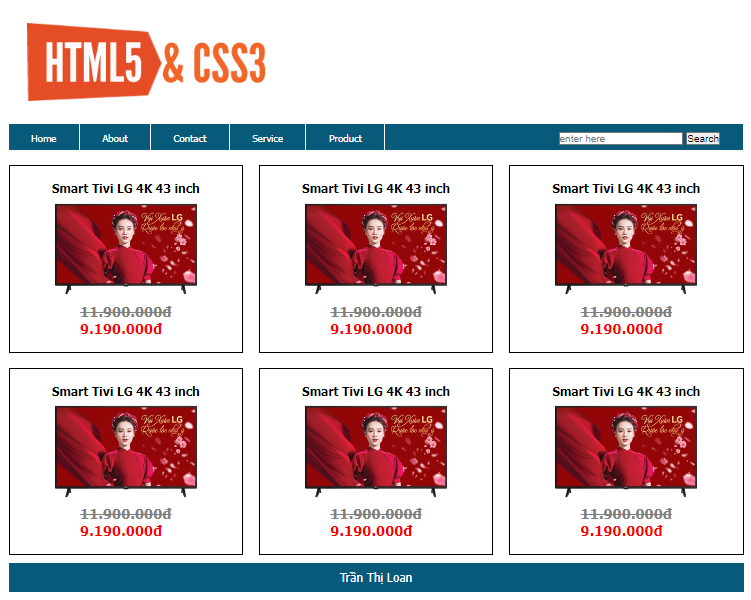 HTML5 & CSS3
Home About Contact Service Product enter here Search
Smart Tivi LG 4K 43 inch Smart Tivi LG 4K 43 inch Smart Tivi LG 4K 43 inch
Vui Xuân LG Vui Xuân LG Vui Xuân LG
Rước lộc như ý Rước lộc như ý Rước lộc như ý
11.900.000đ 11.900.000đ 11.900.000đ
9.190.000đ 9.190.000đ 9.190.000đ
Smart Tivi LG 4K 43 inch Smart Tivi LG 4K 43 inch Smart Tivi LG 4K 43 inch
Vui Xuân LG Vui Xuân LG Vui Xuân LG
Rước lộc như ý Rước lộc như ý Rước lộc như ý
11.900.000đ 11.900.000đ 11.900.000đ
9.190.000đ 9.190.000đ 9.190.000đ
Trần Thị Loan